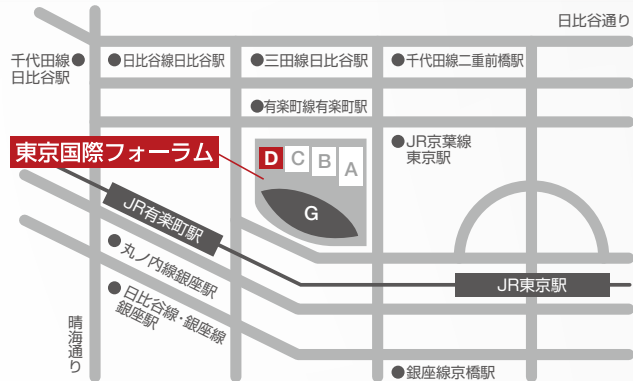 日比谷通り
千代田線●
日比谷駅
●日比谷線日比谷駅
●三田線日比谷駅
●千代田線二重前橋駅
●有楽町線有楽町駅
東京国際フォーラム
D
C
B
A
G
●JR京葉線
東京駅
JR有楽町駅
●丸ノ内線銀座駅
●日比谷線・銀座線
銀座駅
JR東京駅
晴海通り
●銀座線京橋駅